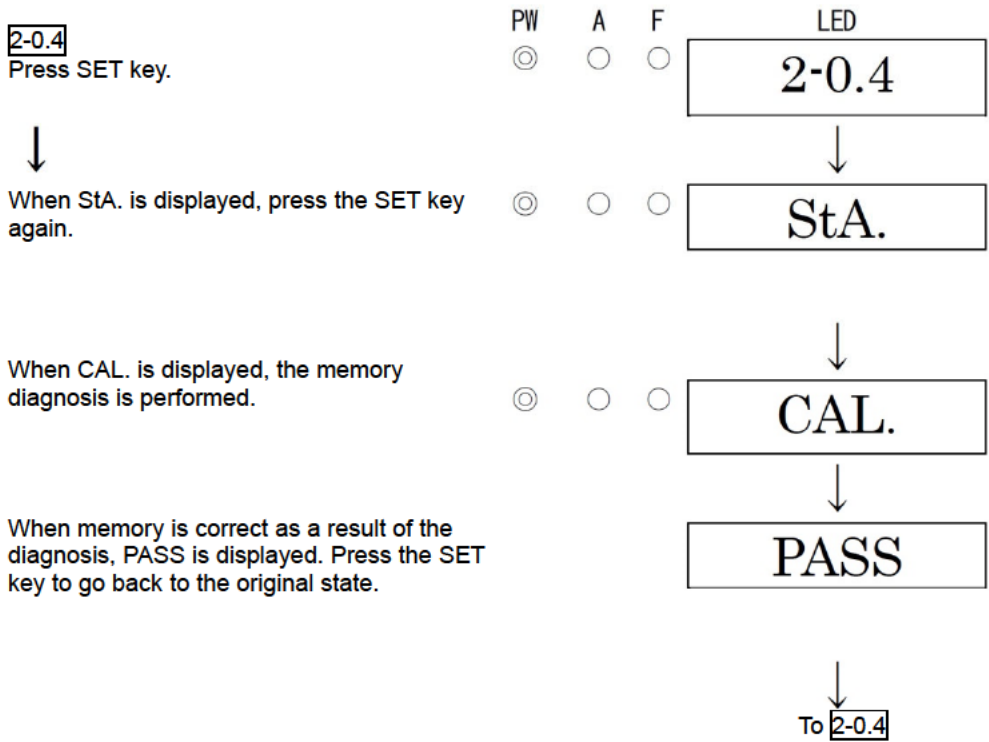 PW A F LED
2-0.4
Press SET key.
2-0.4
When StA. is displayed, press the SET key
again.
StA.
When CAL. is displayed, the memory
diagnosis is performed.
CAL.
When memory is correct as a result of the
diagnosis, PASS is displayed. Press the SET
key to go back to the original state.
PASS
To 2-0.4